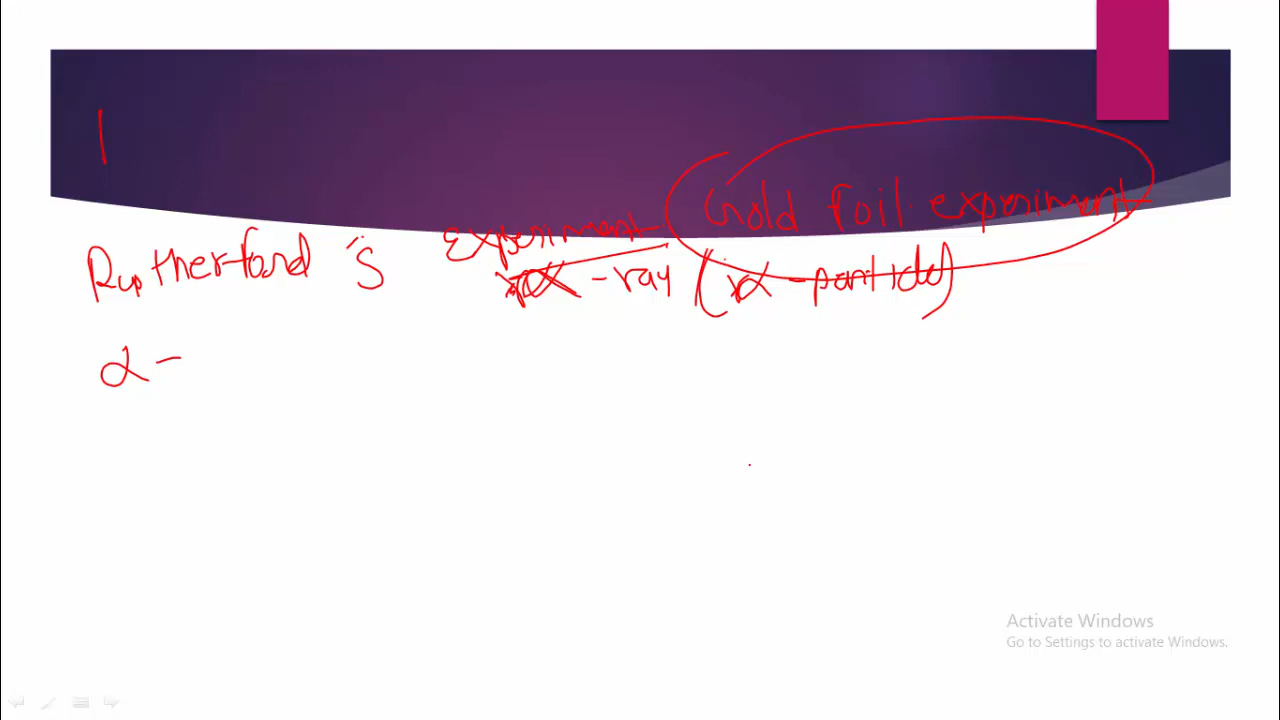 Rutherford's experiment Gold foil experiment
α -ray (α -particle)
α -
Activate Windows
Go to Settings to activate Windows.